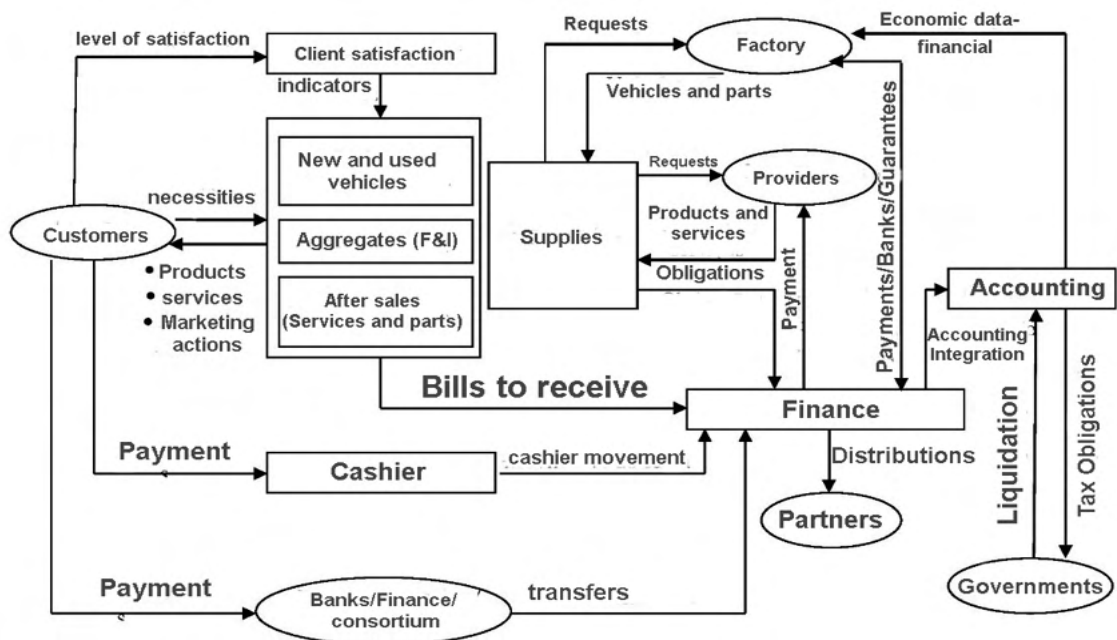 level of satisfaction
Client satisfaction
indicators
Requests
Factory
Economic data-
financial
Vehicles and parts
New and used
vehicles
necessities
Customers
Aggregates (F&I)
• Products
• services
• Marketing
actions
After sales
(Services and parts)
Supplies
Requests
Providers
Products and
services
Obligations
Payment
Payments/Banks/Guarantees
Accounting
Accounting
Integration
Bills to receive
Finance
Payment
Cashier
cashier movement
Distributions
Partners
Liquidation
Tax Obligations
Governments
Payment
Banks/Finance/
consortium
transfers